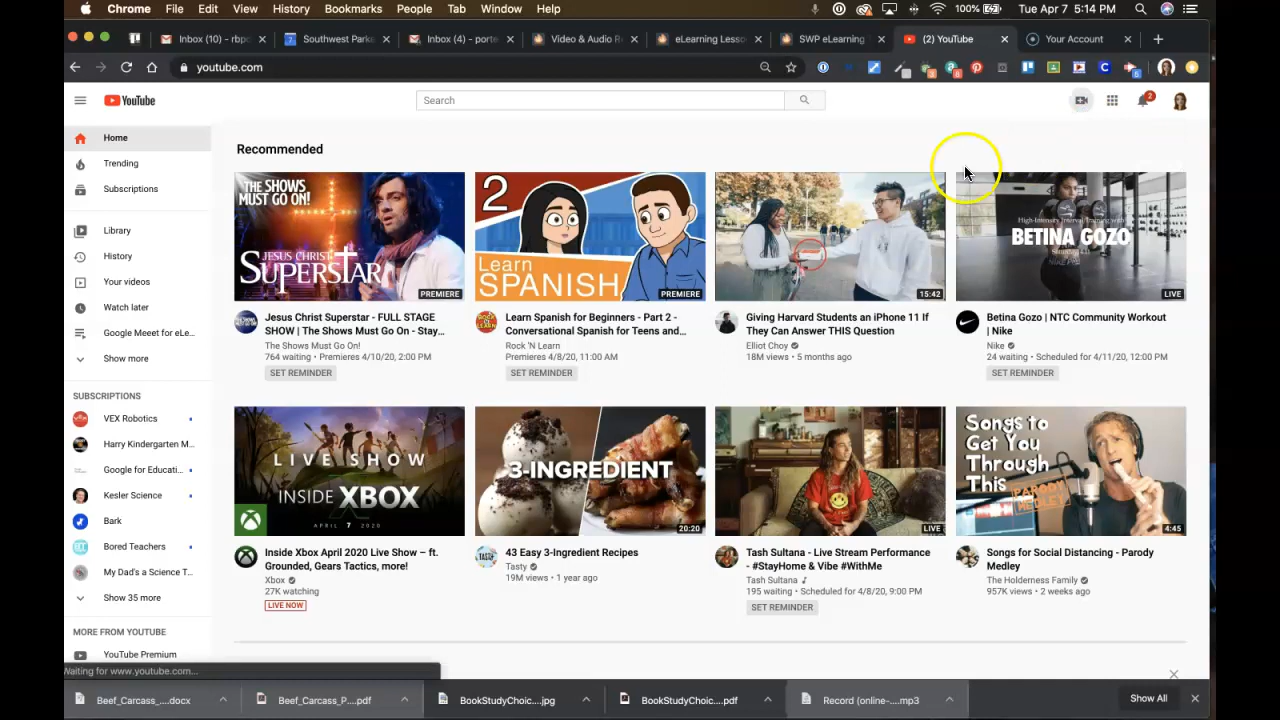 Chrome File Edit View History Bookmarks People Tab Window Help 100% Tue Apr 7 5:14 PM
Inbox (10) - rbpc Southwest Parke Inbox (4) - porte Video & Audio Re eLearning Lesso SWP eLearning (2) YouTube Your Account
youtube.com
YouTube Search 2
Home
Trending
Subscriptions
Library
History
Your videos
Watch later
Google Meeet for eLe...
Show more
SUBSCRIPTIONS
VEX Robotics
Harry Kindergarten M...
Google for Educati...
Kesler Science
Bark
Bored Teachers
My Dad's a Science T...
Show 35 more
MORE FROM YOUTUBE
YouTube Premium
Recommended
THE SHOWS
MUST GO ON!
JESUS CHRIST
SUPERSTAR
PREMIERE
Jesus Christ Superstar - FULL STAGE
SHOW | The Shows Must Go On - Stay...
The Shows Must Go On!
764 waiting • Premieres 4/10/20, 2:00 PM
SET REMINDER
2
Learn
SPANISH
PREMIERE
Learn Spanish for Beginners - Part 2 -
Conversational Spanish for Teens and...
Rock 'N Learn
Premieres 4/8/20, 11:00 AM
SET REMINDER
15:42
Giving Harvard Students an iPhone 11 If
They Can Answer THIS Question
Elliot Choy
18M views • 5 months ago
High-Intensity Interval Training with
BETINA GOZO
LIVE
Betina Gozo | NTC Community Workout
| Nike
Nike
24 waiting • Scheduled for 4/11/20, 12:00 PM
SET REMINDER
LIVE SHOW
INSIDE XBOX
APRIL 7 2020
Inside Xbox April 2020 Live Show – ft.
Grounded, Gears Tactics, more!
Xbox
27K watching
LIVE NOW
3-INGREDIENT
20:20
43 Easy 3-Ingredient Recipes
Tasty
19M views • 1 year ago
LIVE
Tash Sultana - Live Stream Performance
- #StayHome & Vibe #WithMe
Tash Sultana
195 waiting • Scheduled for 4/8/20, 9:00 PM
SET REMINDER
Songs to
Get You
Through
This
PARODY
MEDLEY
4:45
Songs for Social Distancing - Parody
Medley
The Holderness Family
957K views • 2 weeks ago
Waiting for www.youtube.com...
Beef_Carcass_....docx Beef_Carcass_P....pdf BookStudyChoic....jpg BookStudyChoic....pdf Record (online-....mp3 Show All